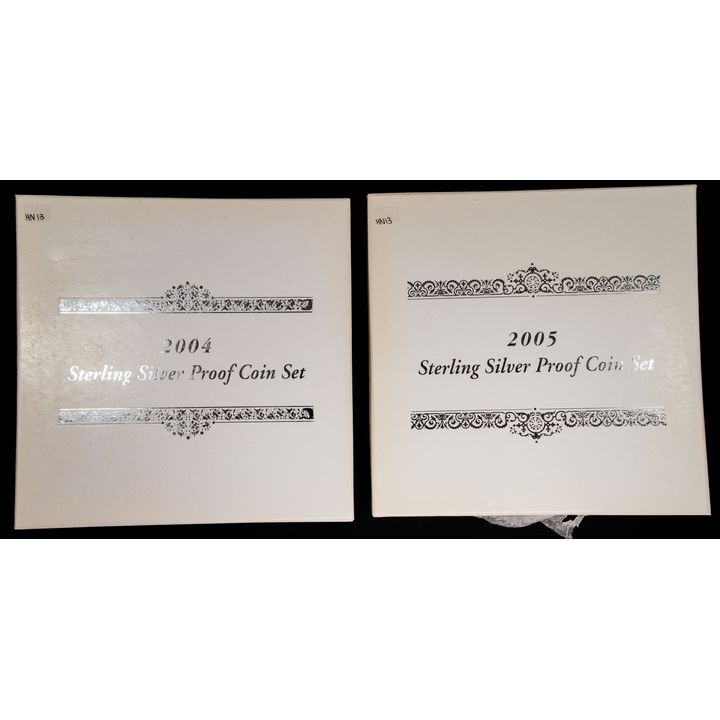 HN13
2004
Sterling Silver Proof Coin Set
HN13
2005
Sterling Silver Proof Coin Set